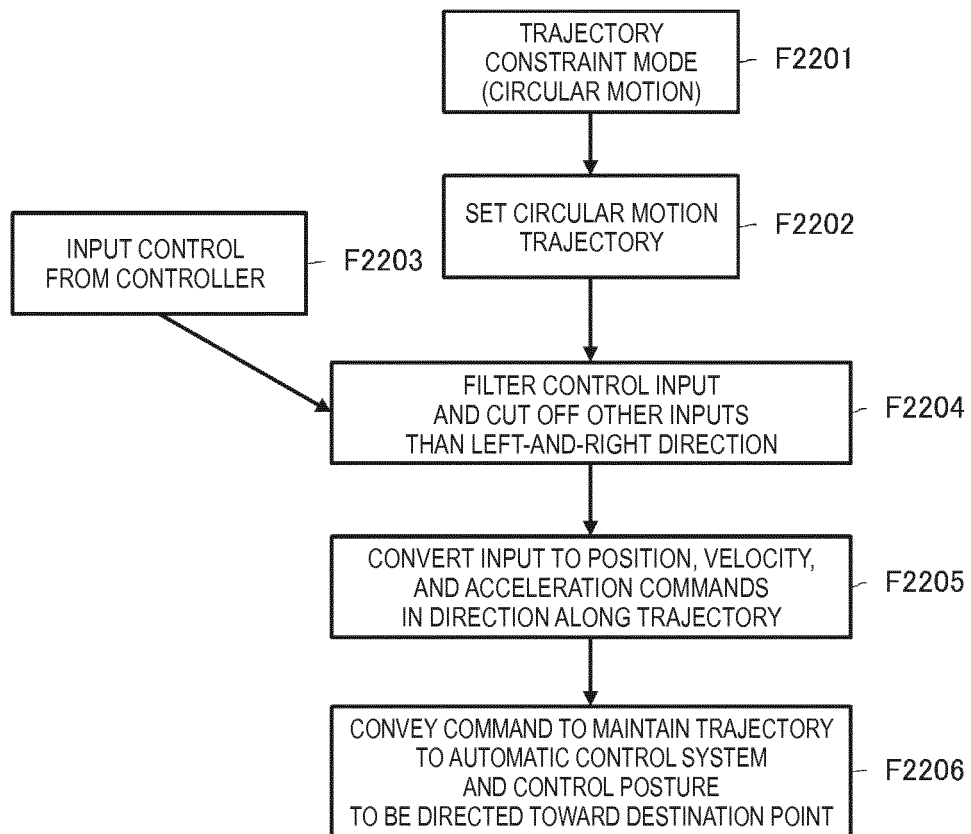 TRAJECTORY
CONSTRAINT MODE
(CIRCULAR MOTION)
F2201
SET CIRCULAR MOTION
TRAJECTORY
F2202
INPUT CONTROL
FROM CONTROLLER
F2203
FILTER CONTROL INPUT
AND CUT OFF OTHER INPUTS
THAN LEFT-AND-RIGHT DIRECTION
F2204
CONVERT INPUT TO POSITION, VELOCITY,
AND ACCELERATION COMMANDS
IN DIRECTION ALONG TRAJECTORY
F2205
CONVEY COMMAND TO MAINTAIN TRAJECTORY
TO AUTOMATIC CONTROL SYSTEM
AND CONTROL POSTURE
TO BE DIRECTED TOWARD DESTINATION POINT
F2206